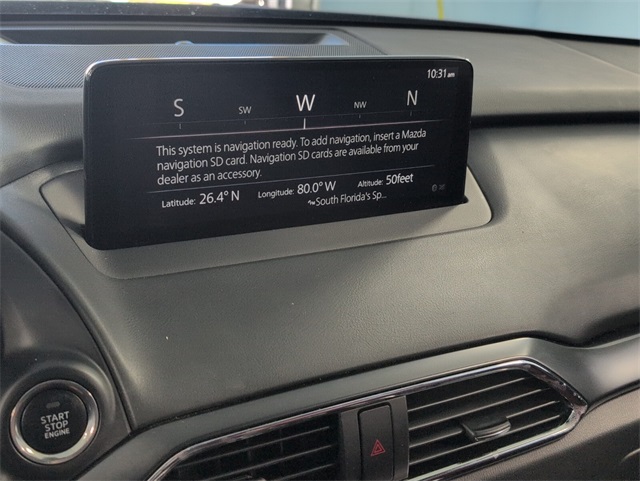 10:31 am
S SW W NW N
This system is navigation ready. To add navigation, insert a Mazda
navigation SD card. Navigation SD cards are available from your
dealer as an accessory.
Latitude: 26.4° N Longitude: 80.0° W Altitude: 50feet
South Florida's Sp...
START
STOP
ENGINE